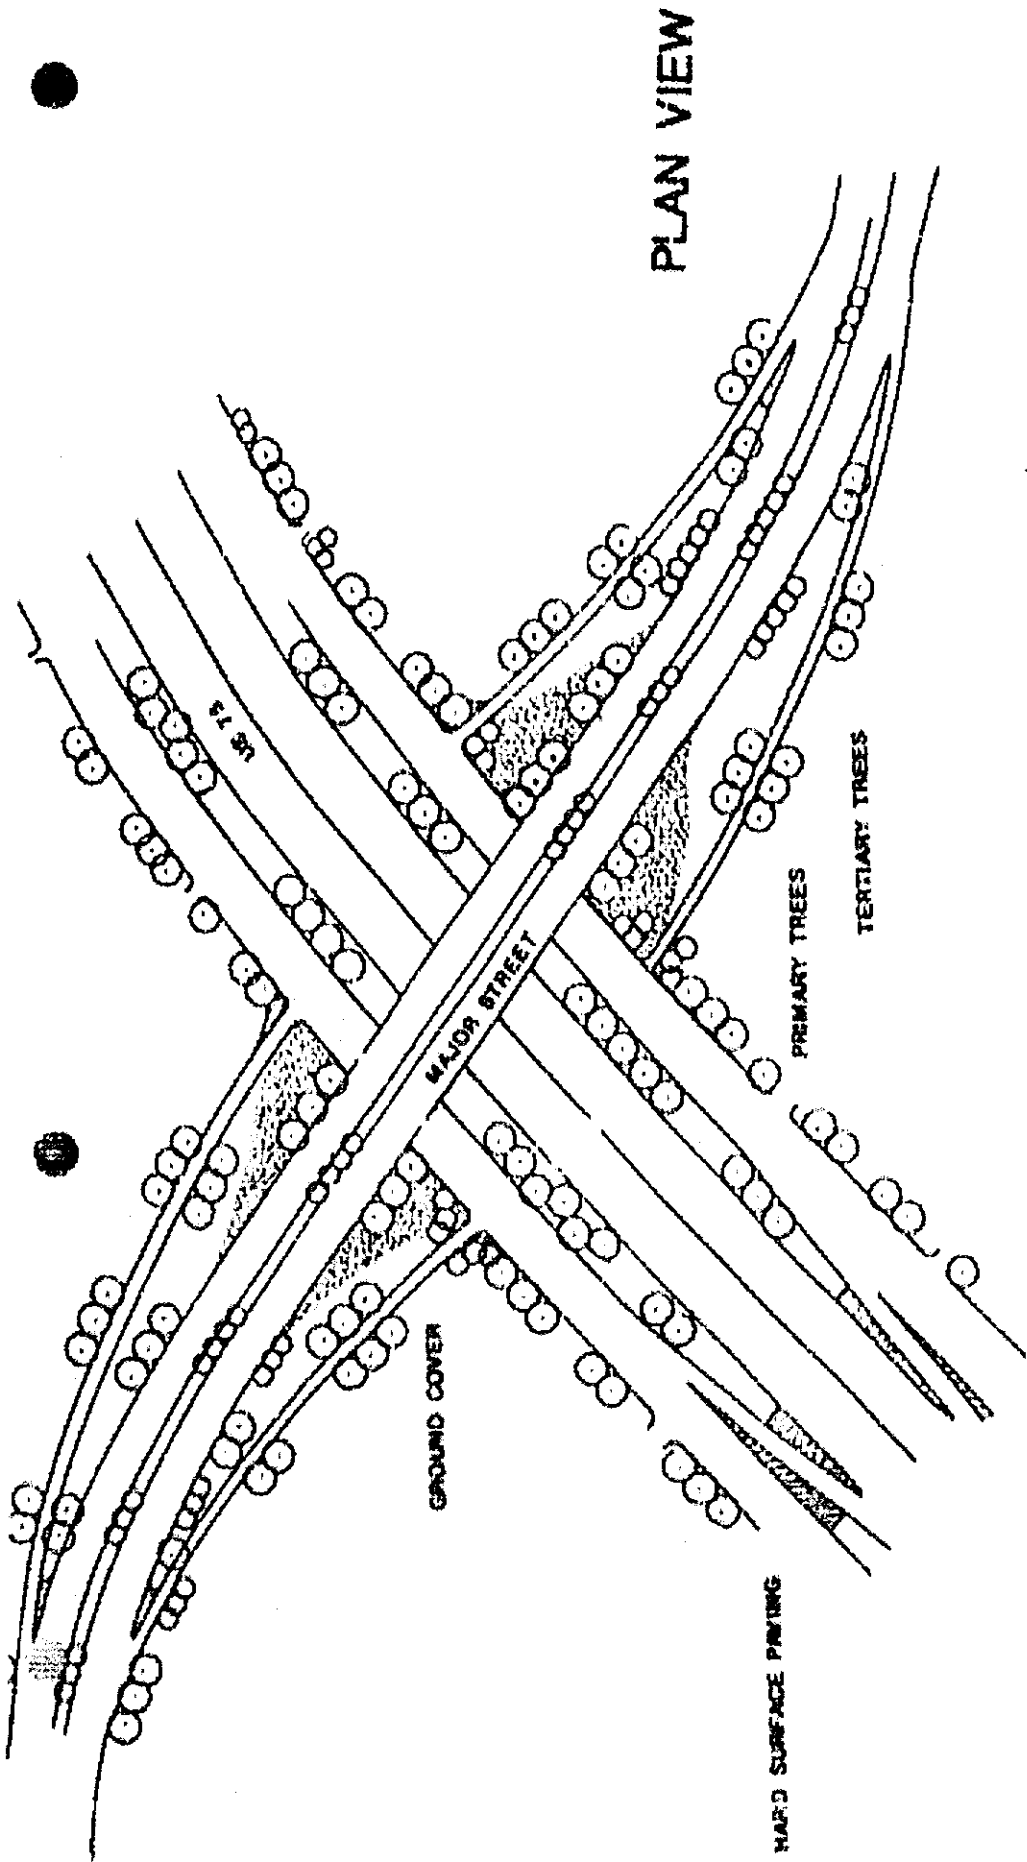 PLAN VIEW
US 75
MAJOR STREET
PRIMARY TREES
TERTIARY TREES
GROUND COVER
HARD SURFACE PAVING